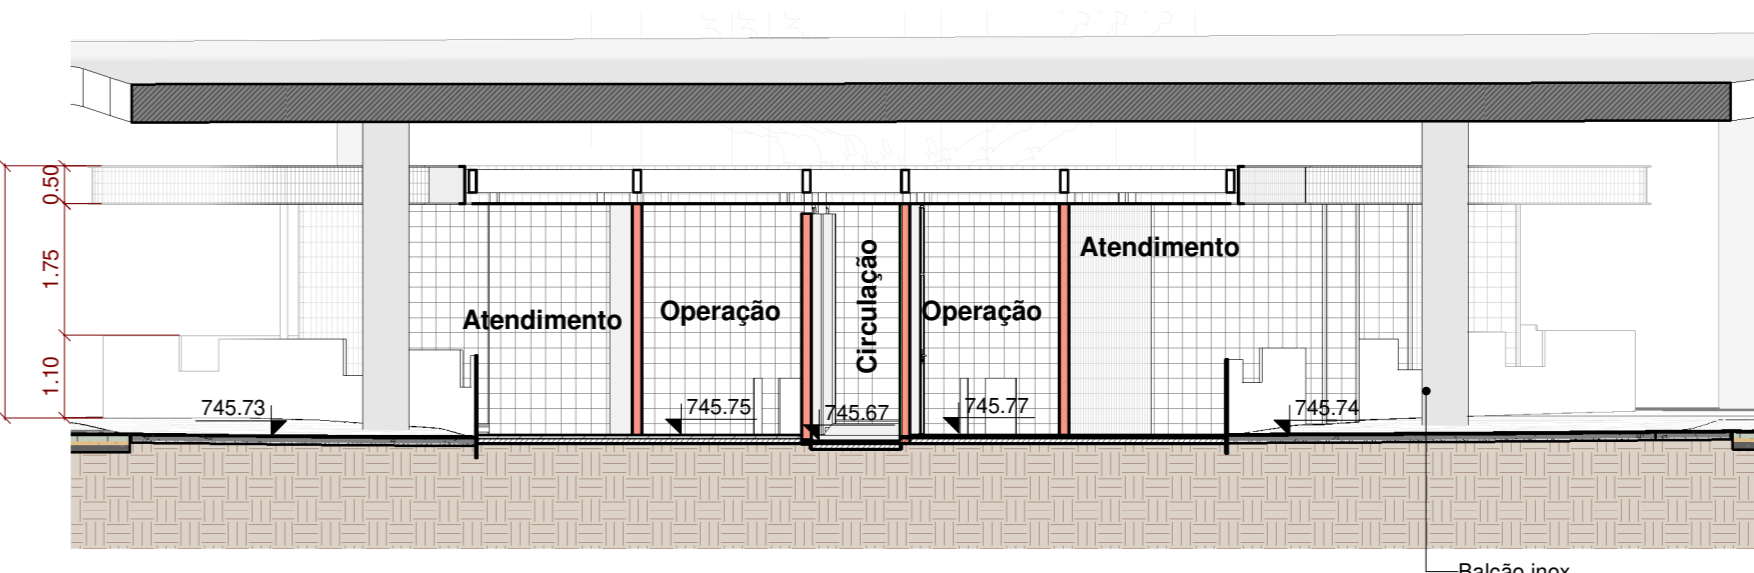 0.50
1.75
1.10
Atendimento
Operação
Circulação
Operação
Atendimento
745.73
745.75
745.67
745.77
745.74
Balcão inox